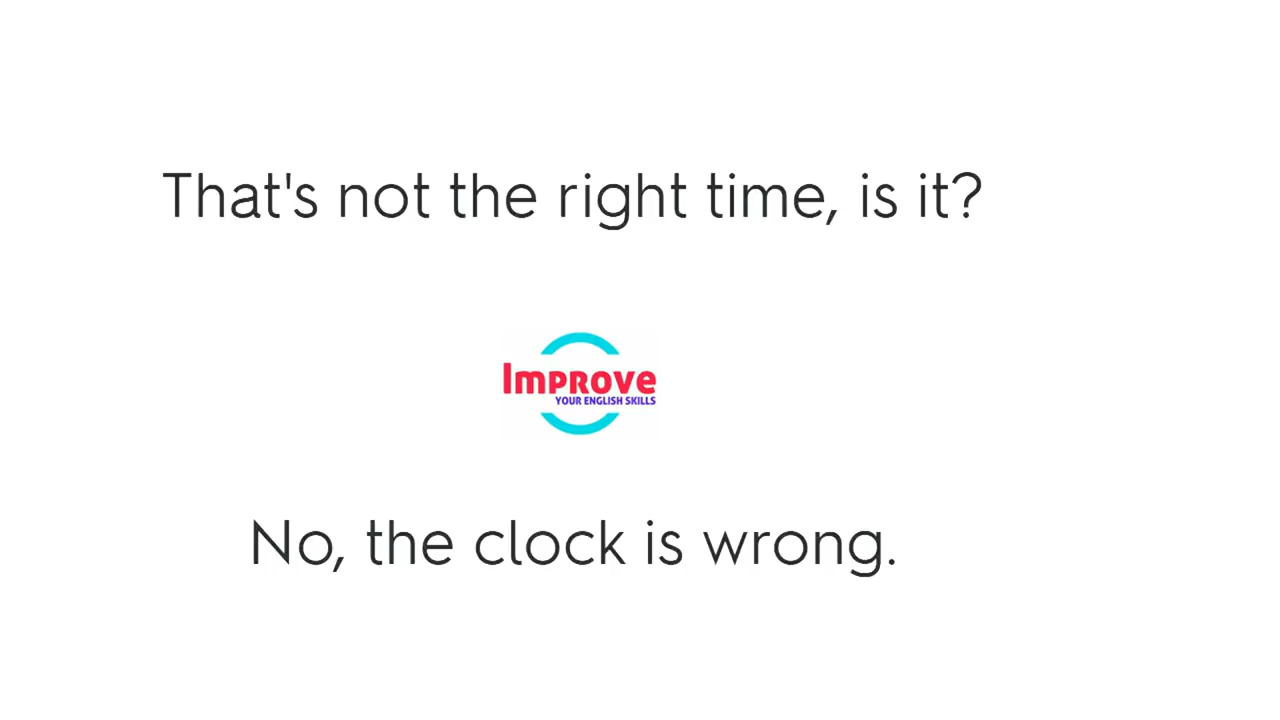 That's not the right time, is it?
Improve
YOUR ENGLISH SKILLS
No, the clock is wrong.